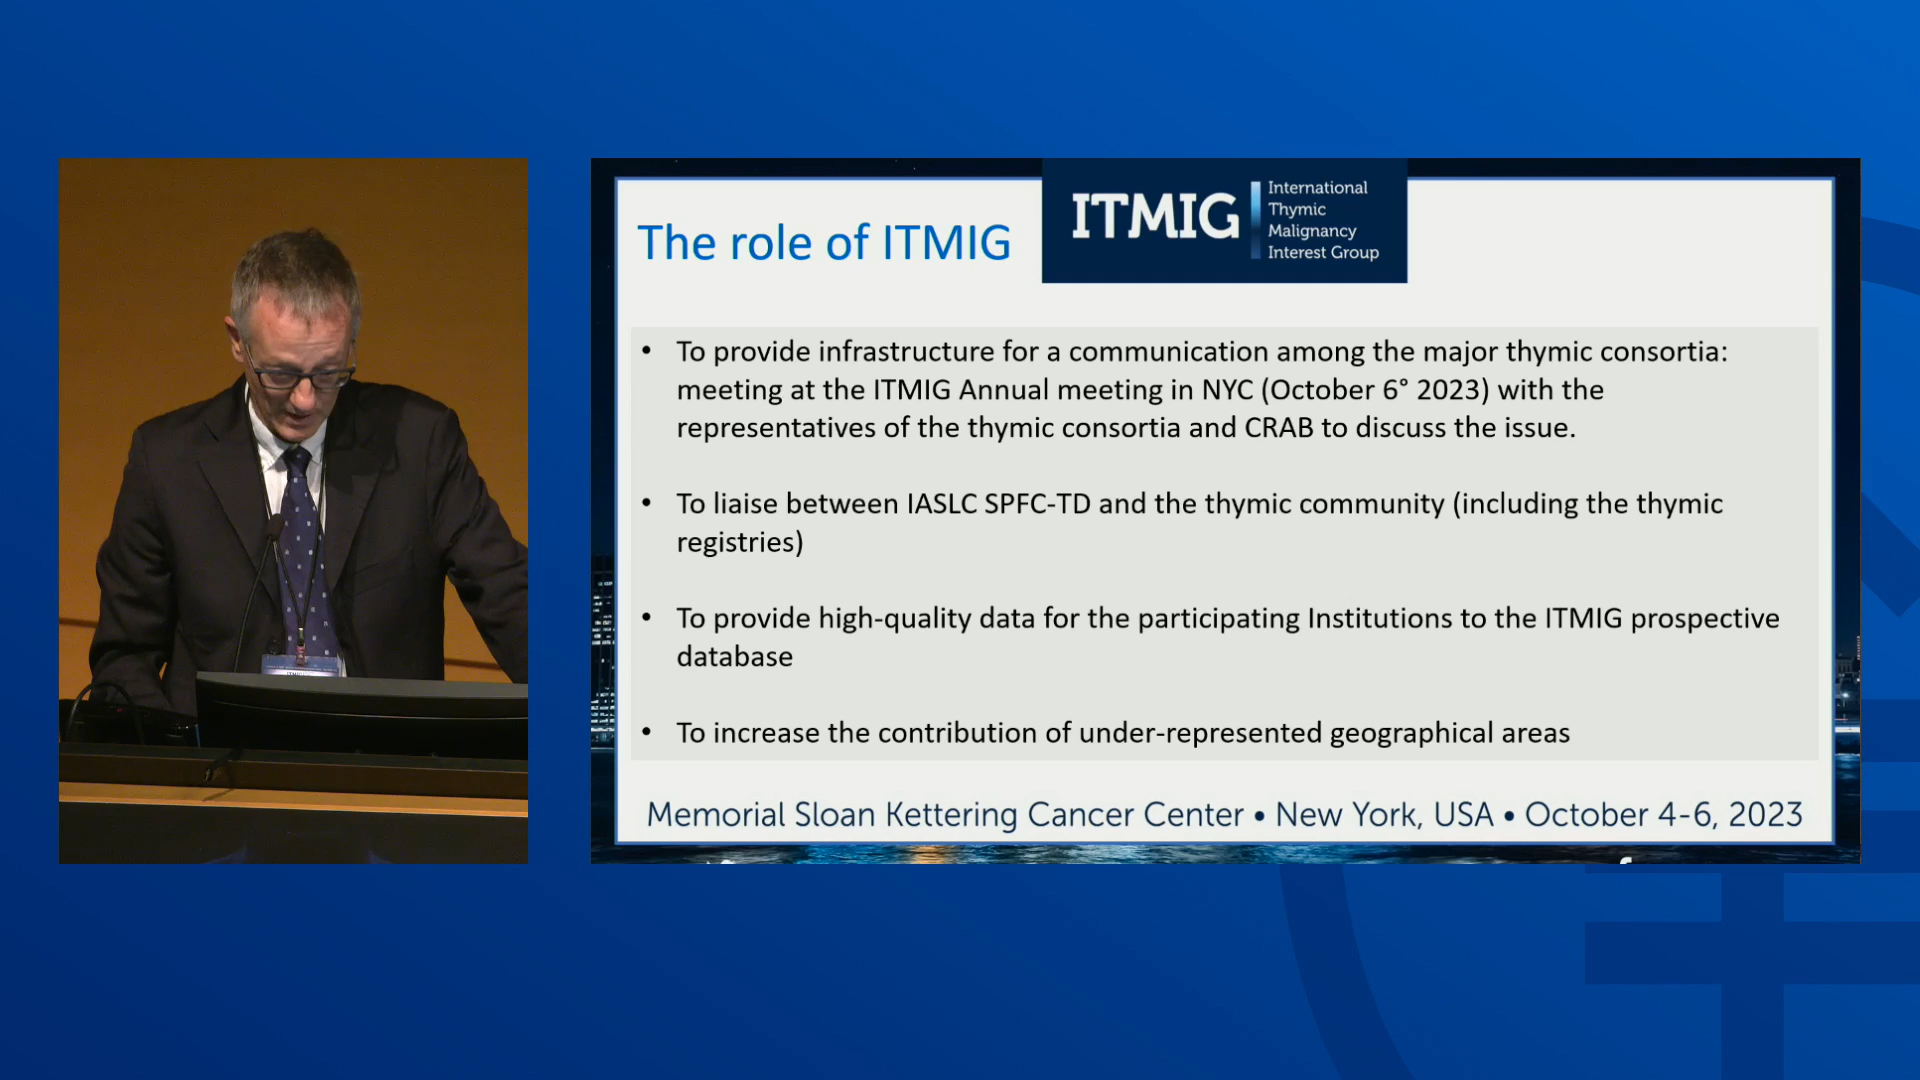 The role of ITMIG
ITMIG
International
Thymic
Malignancy
Interest Group
• To provide infrastructure for a communication among the major thymic consortia:
meeting at the ITMIG Annual meeting in NYC (October 6° 2023) with the
representatives of the thymic consortia and CRAB to discuss the issue.
• To liaise between IASLC SPFC-TD and the thymic community (including the thymic
registries)
• To provide high-quality data for the participating Institutions to the ITMIG prospective
database
• To increase the contribution of under-represented geographical areas
Memorial Sloan Kettering Cancer Center • New York, USA • October 4-6, 2023